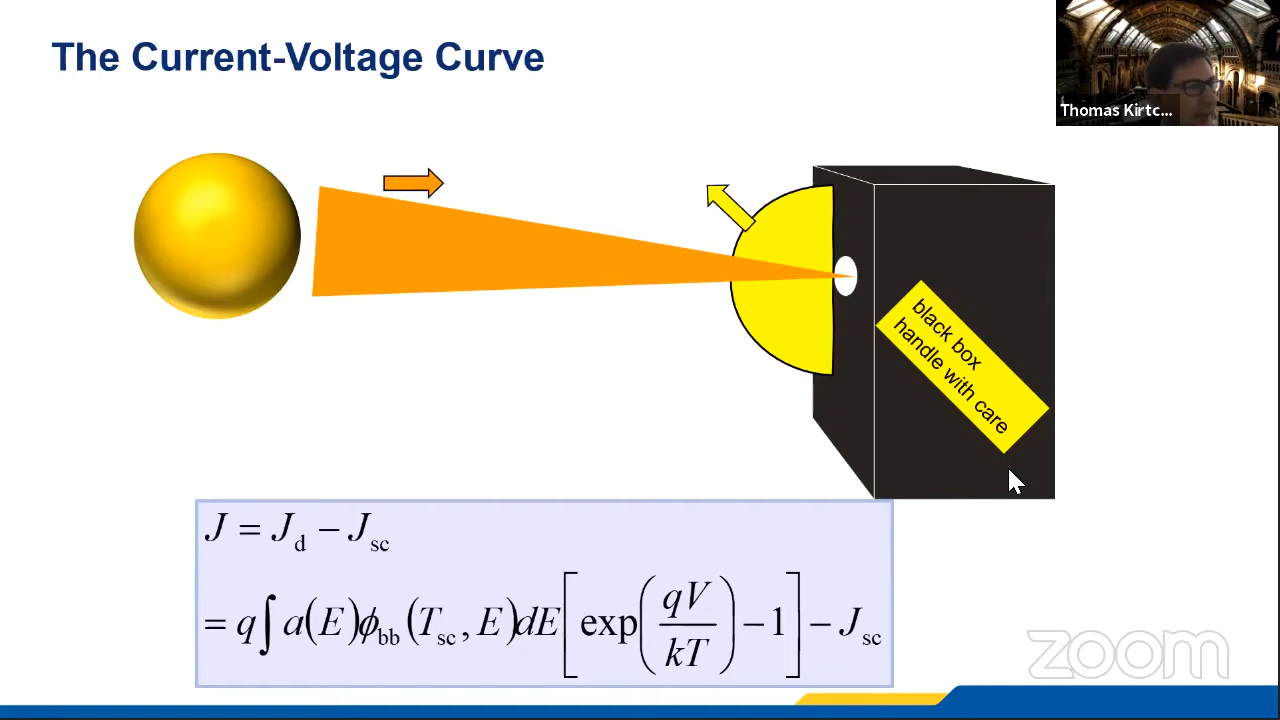 The Current-Voltage Curve
Thomas Kirtc...
black box
handle with care
J = J_d − J_sc
= q∫a(E)ϕ_bb(T_sc, E)dE[exp(qV/kT) − 1] − J_sc
zoom